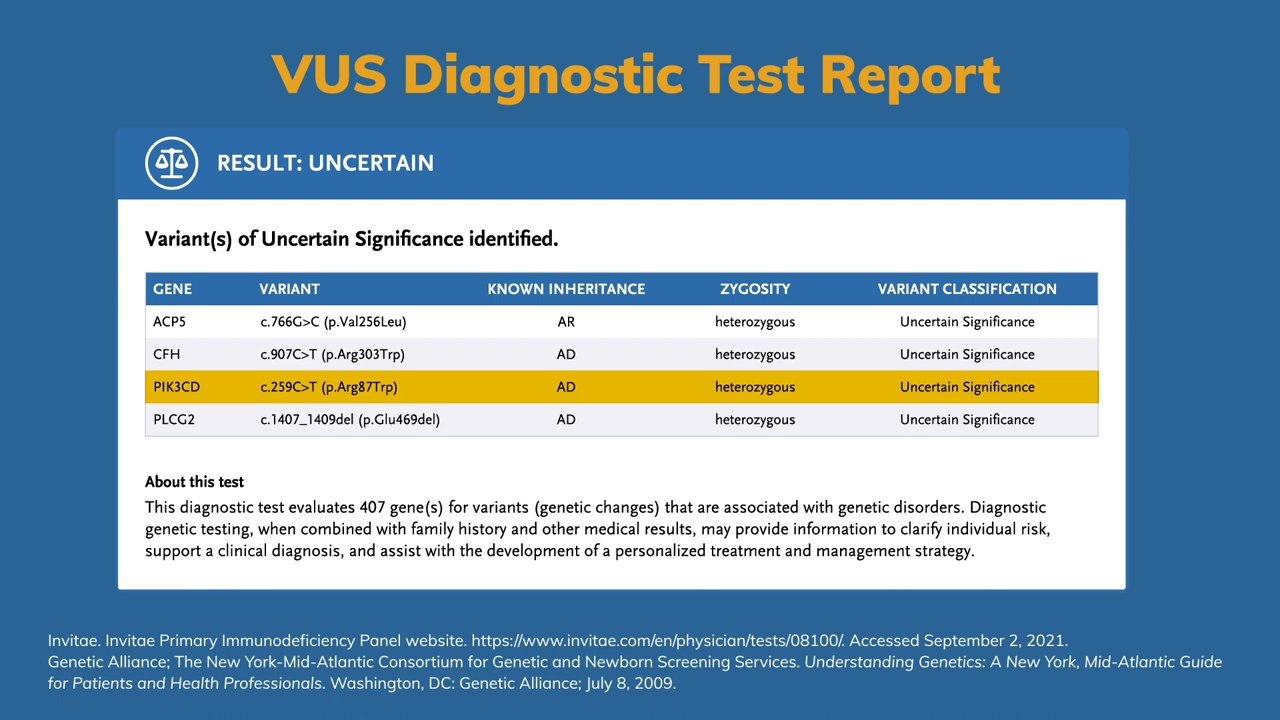 VUS Diagnostic Test Report
RESULT: UNCERTAIN
Variant(s) of Uncertain Significance identified.
GENE VARIANT KNOWN INHERITANCE ZYGOSITY VARIANT CLASSIFICATION
ACP5 c.766G>C (p.Val256Leu) AR heterozygous Uncertain Significance
CFH c.907C>T (p.Arg303Trp) AD heterozygous Uncertain Significance
PIK3CD c.259C>T (p.Arg87Trp) AD heterozygous Uncertain Significance
PLCG2 c.1407_1409del (p.Glu469del) AD heterozygous Uncertain Significance
About this test
This diagnostic test evaluates 407 gene(s) for variants (genetic changes) that are associated with genetic disorders. Diagnostic
genetic testing, when combined with family history and other medical results, may provide information to clarify individual risk,
support a clinical diagnosis, and assist with the development of a personalized treatment and management strategy.
Invitae. Invitae Primary Immunodeficiency Panel website. https://www.invitae.com/en/physician/tests/08100/. Accessed September 2, 2021.
Genetic Alliance; The New York-Mid-Atlantic Consortium for Genetic and Newborn Screening Services. Understanding Genetics: A New York, Mid-Atlantic Guide
for Patients and Health Professionals. Washington, DC: Genetic Alliance; July 8, 2009.